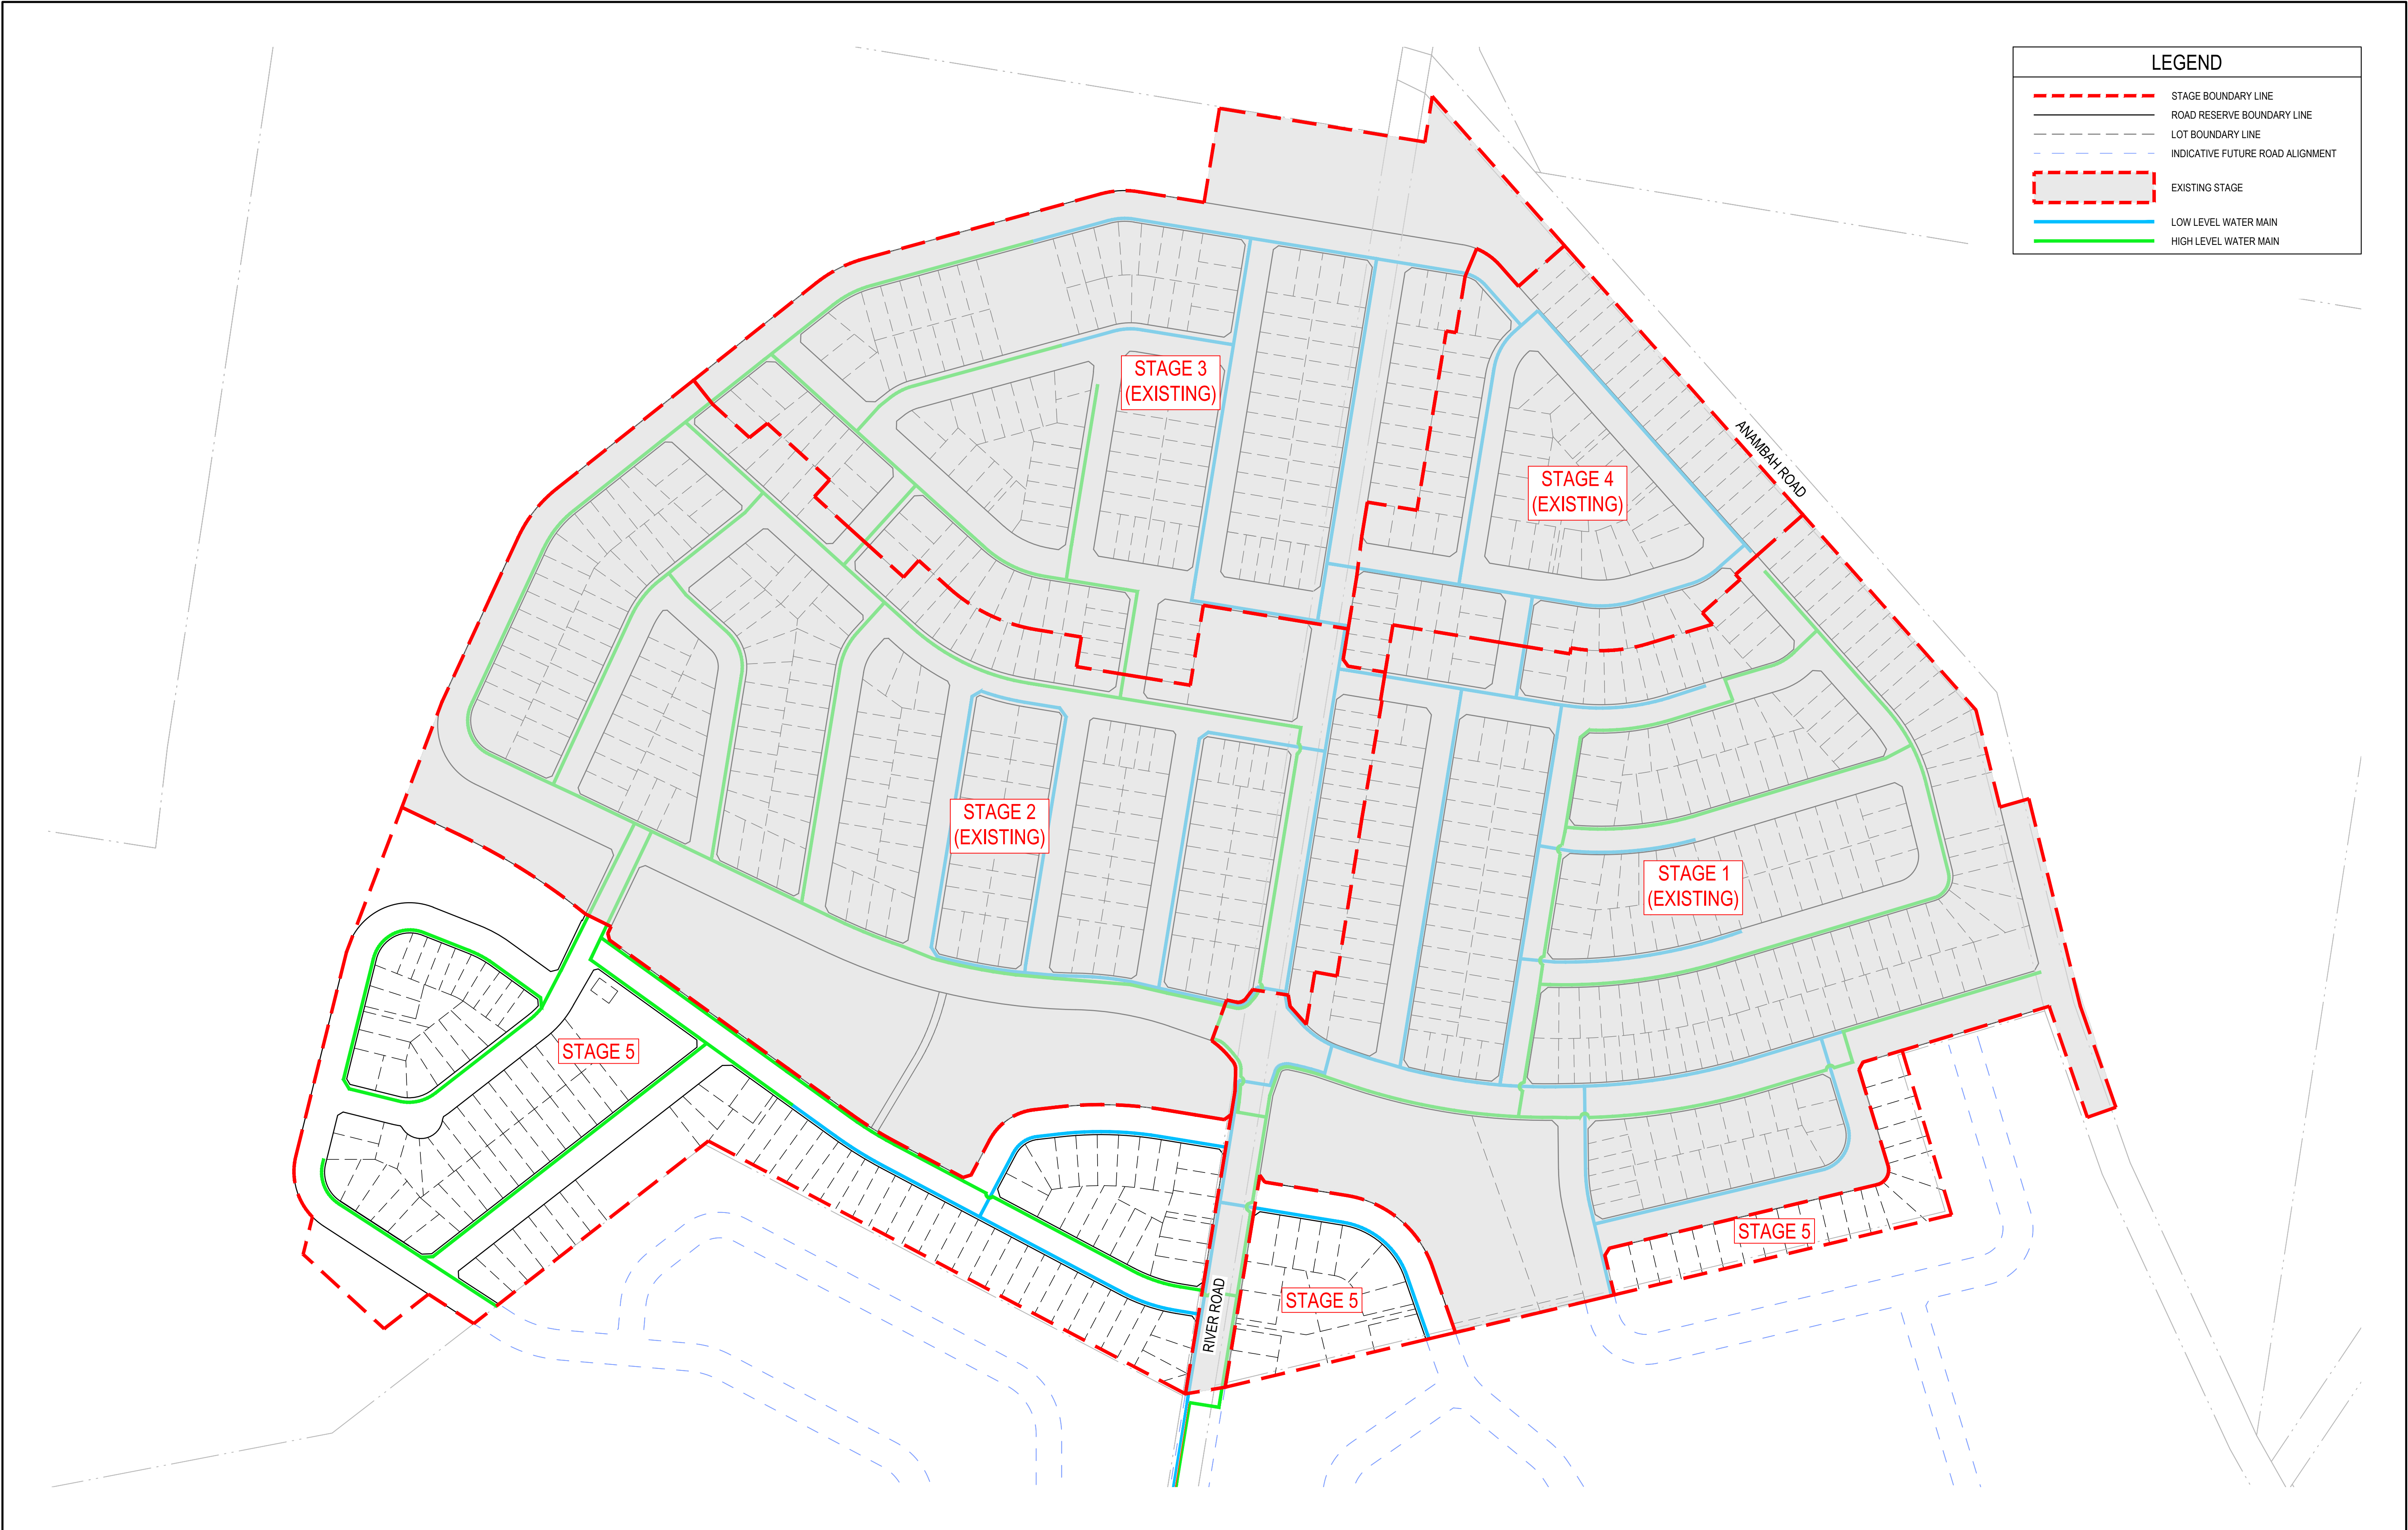 LEGEND
STAGE BOUNDARY LINE
ROAD RESERVE BOUNDARY LINE
LOT BOUNDARY LINE
INDICATIVE FUTURE ROAD ALIGNMENT
EXISTING STAGE
LOW LEVEL WATER MAIN
HIGH LEVEL WATER MAIN
STAGE 3
(EXISTING)
ANAMBAH ROAD
STAGE 4
(EXISTING)
STAGE 2
(EXISTING)
STAGE 1
(EXISTING)
STAGE 5
STAGE 5
STAGE 5
RIVER ROAD